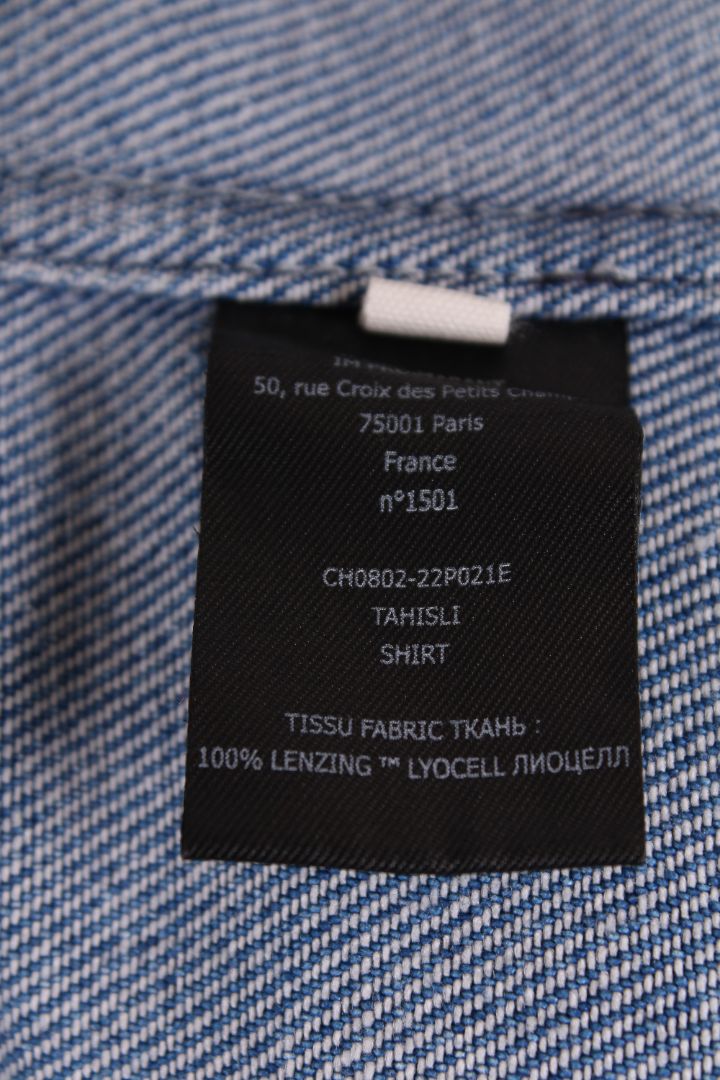 50, rue Croix des Petits
75001 Paris
France
n°1501
CH0802-22P021E
TAHISLI
SHIRT
TISSU FABRIC ТКАНЬ :
100% LENZING ™ LYOCELL ЛИОЦЕЛЛ